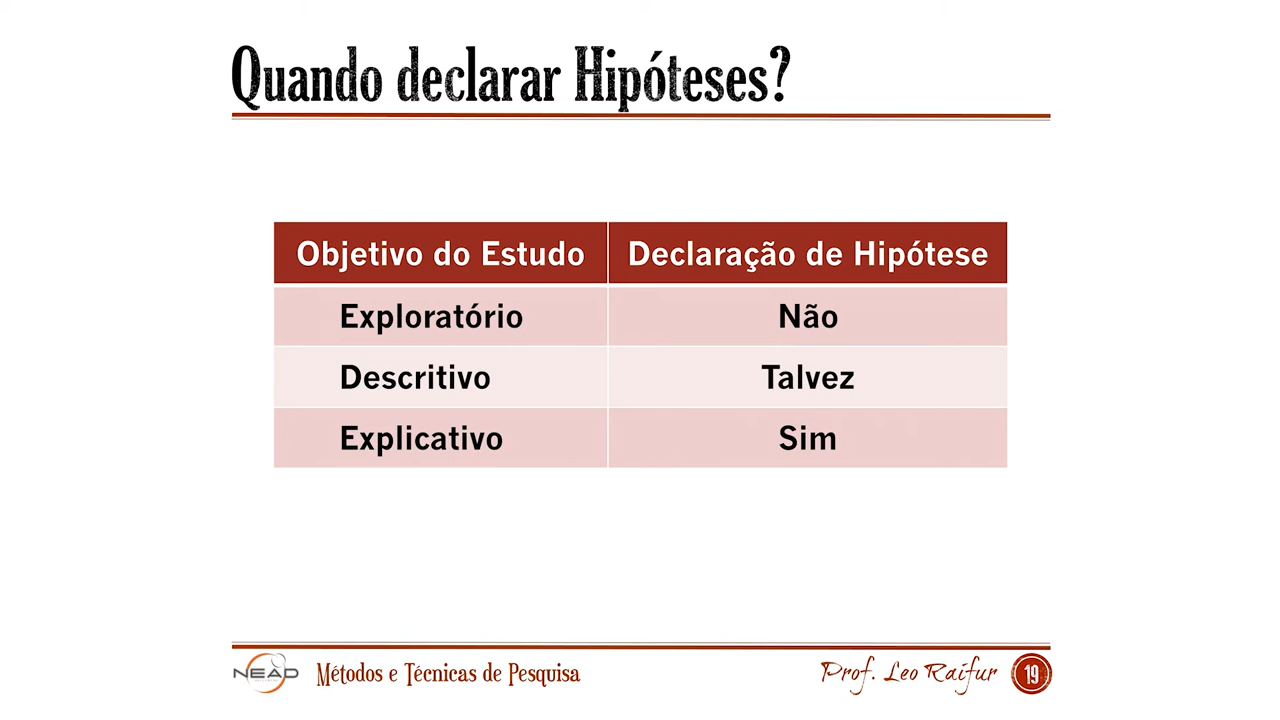 Quando declarar Hipóteses?
Objetivo do Estudo Declaração de Hipótese
Exploratório Não
Descritivo Talvez
Explicativo Sim
NEAD Métodos e Técnicas de Pesquisa Prof. Leo Raifur 19